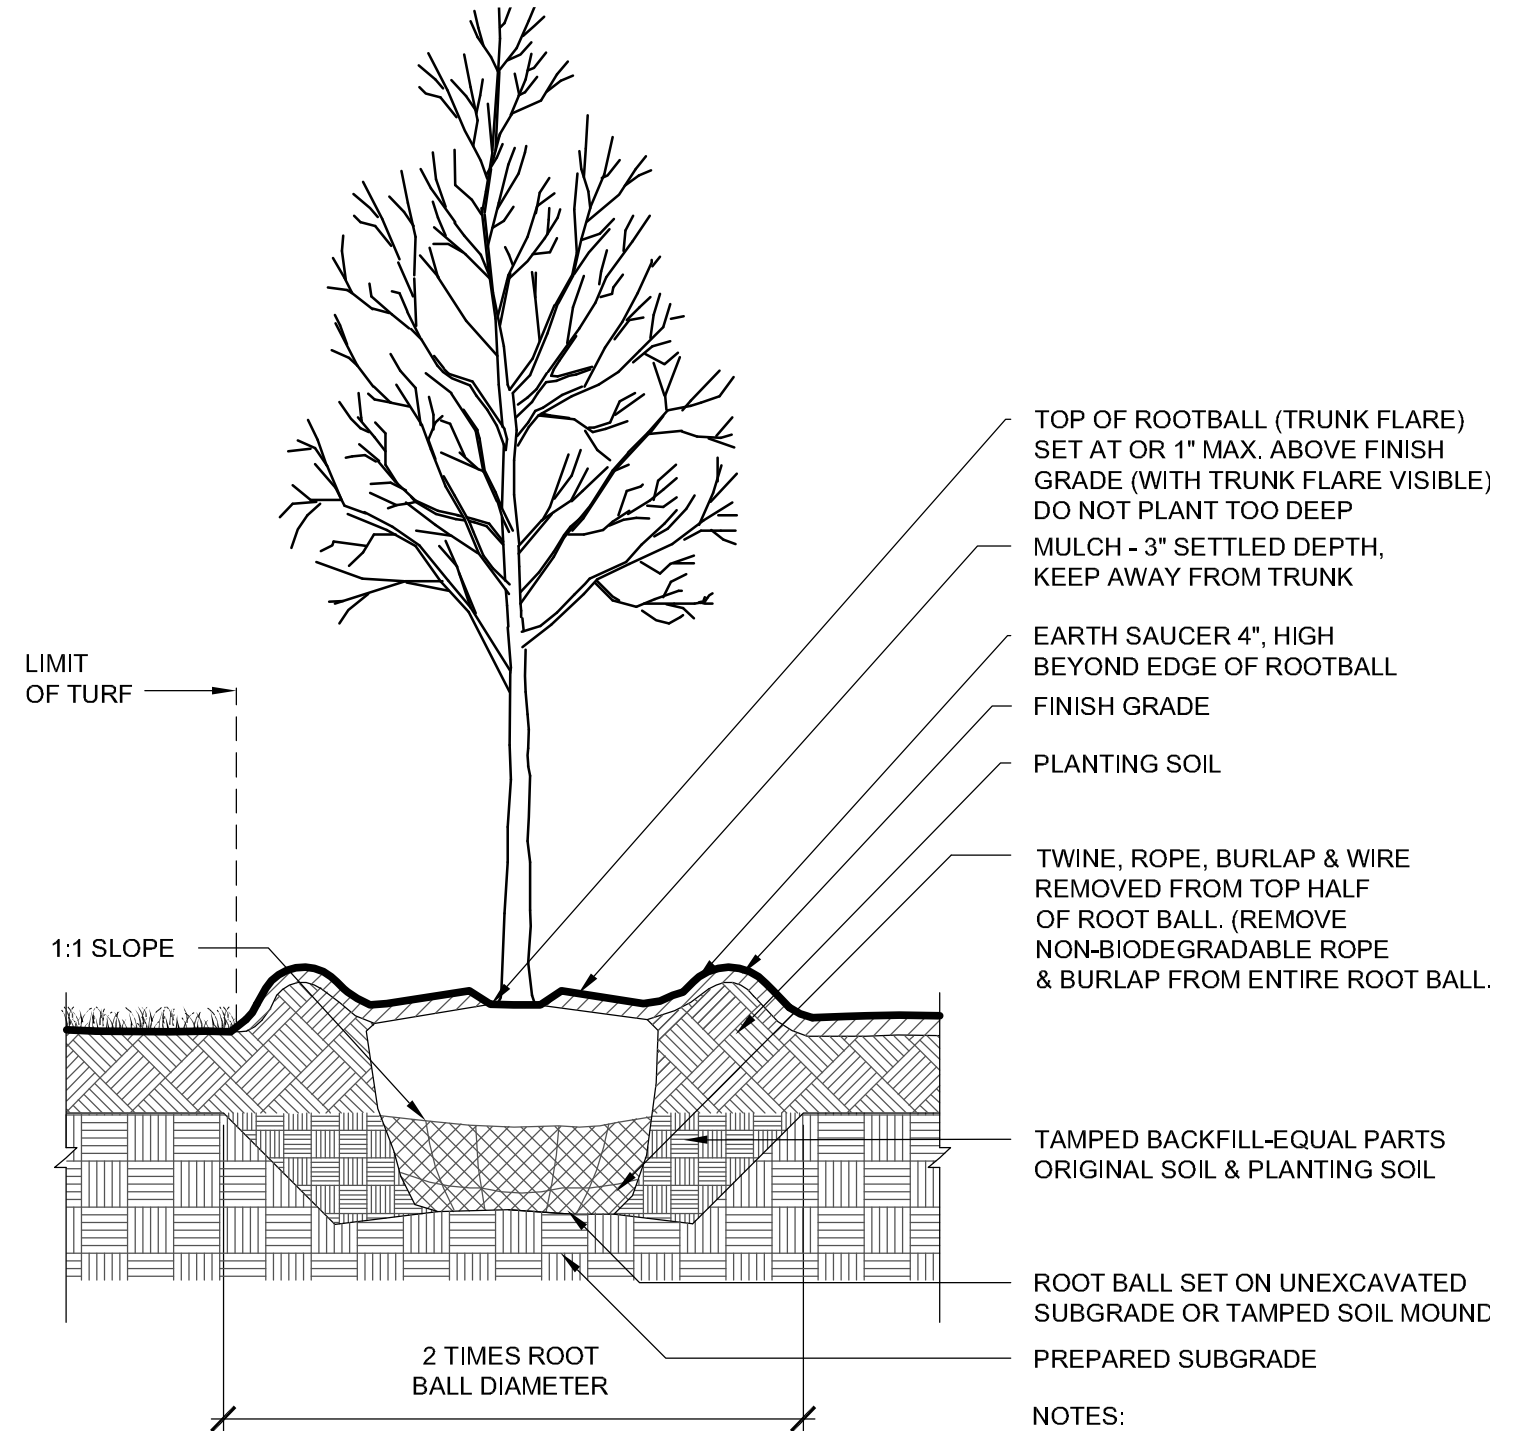 TOP OF ROOTBALL (TRUNK FLARE)
SET AT OR 1" MAX. ABOVE FINISH
GRADE (WITH TRUNK FLARE VISIBLE)
DO NOT PLANT TOO DEEP
MULCH - 3" SETTLED DEPTH,
KEEP AWAY FROM TRUNK
EARTH SAUCER 4", HIGH
BEYOND EDGE OF ROOTBALL
LIMIT
OF TURF
FINISH GRADE
PLANTING SOIL
TWINE, ROPE, BURLAP & WIRE
REMOVED FROM TOP HALF
OF ROOT BALL. (REMOVE
NON-BIODEGRADABLE ROPE
& BURLAP FROM ENTIRE ROOT BALL.
1:1 SLOPE
TAMPED BACKFILL-EQUAL PARTS
ORIGINAL SOIL & PLANTING SOIL
ROOT BALL SET ON UNEXCAVATED
SUBGRADE OR TAMPED SOIL MOUND
PREPARED SUBGRADE
2 TIMES ROOT
BALL DIAMETER
NOTES: